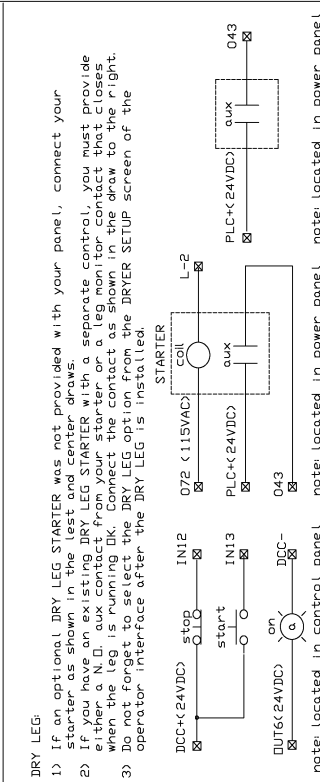 DRY LEG:
1) If an optional DRY LEG STARTER was not provided with your panel, connect your
starter as shown in the lest and center draws.
2) If you have an existing DRY LEG STARTER with a separate control, you must provide
either a N.O. aux contact from your starter or a leg monitor contact that closes
when the leg is running OK. Connect the contact as shown in the draw to the right.
3) Do not forget to select the DRY LEG option from the DRYER SETUP screen of the
operator interface after the DRY LEG is installed.
DCC+(24VDC)
stop
IN12
start
IN13
OUT6(24VDC)
on
a
DCC-
note: located in control panel
STARTER
072 (115VAC)
coil
L-2
PLC+(24VDC)
aux
043
note: located in power panel
PLC+(24VDC)
aux
043
note: located in power panel